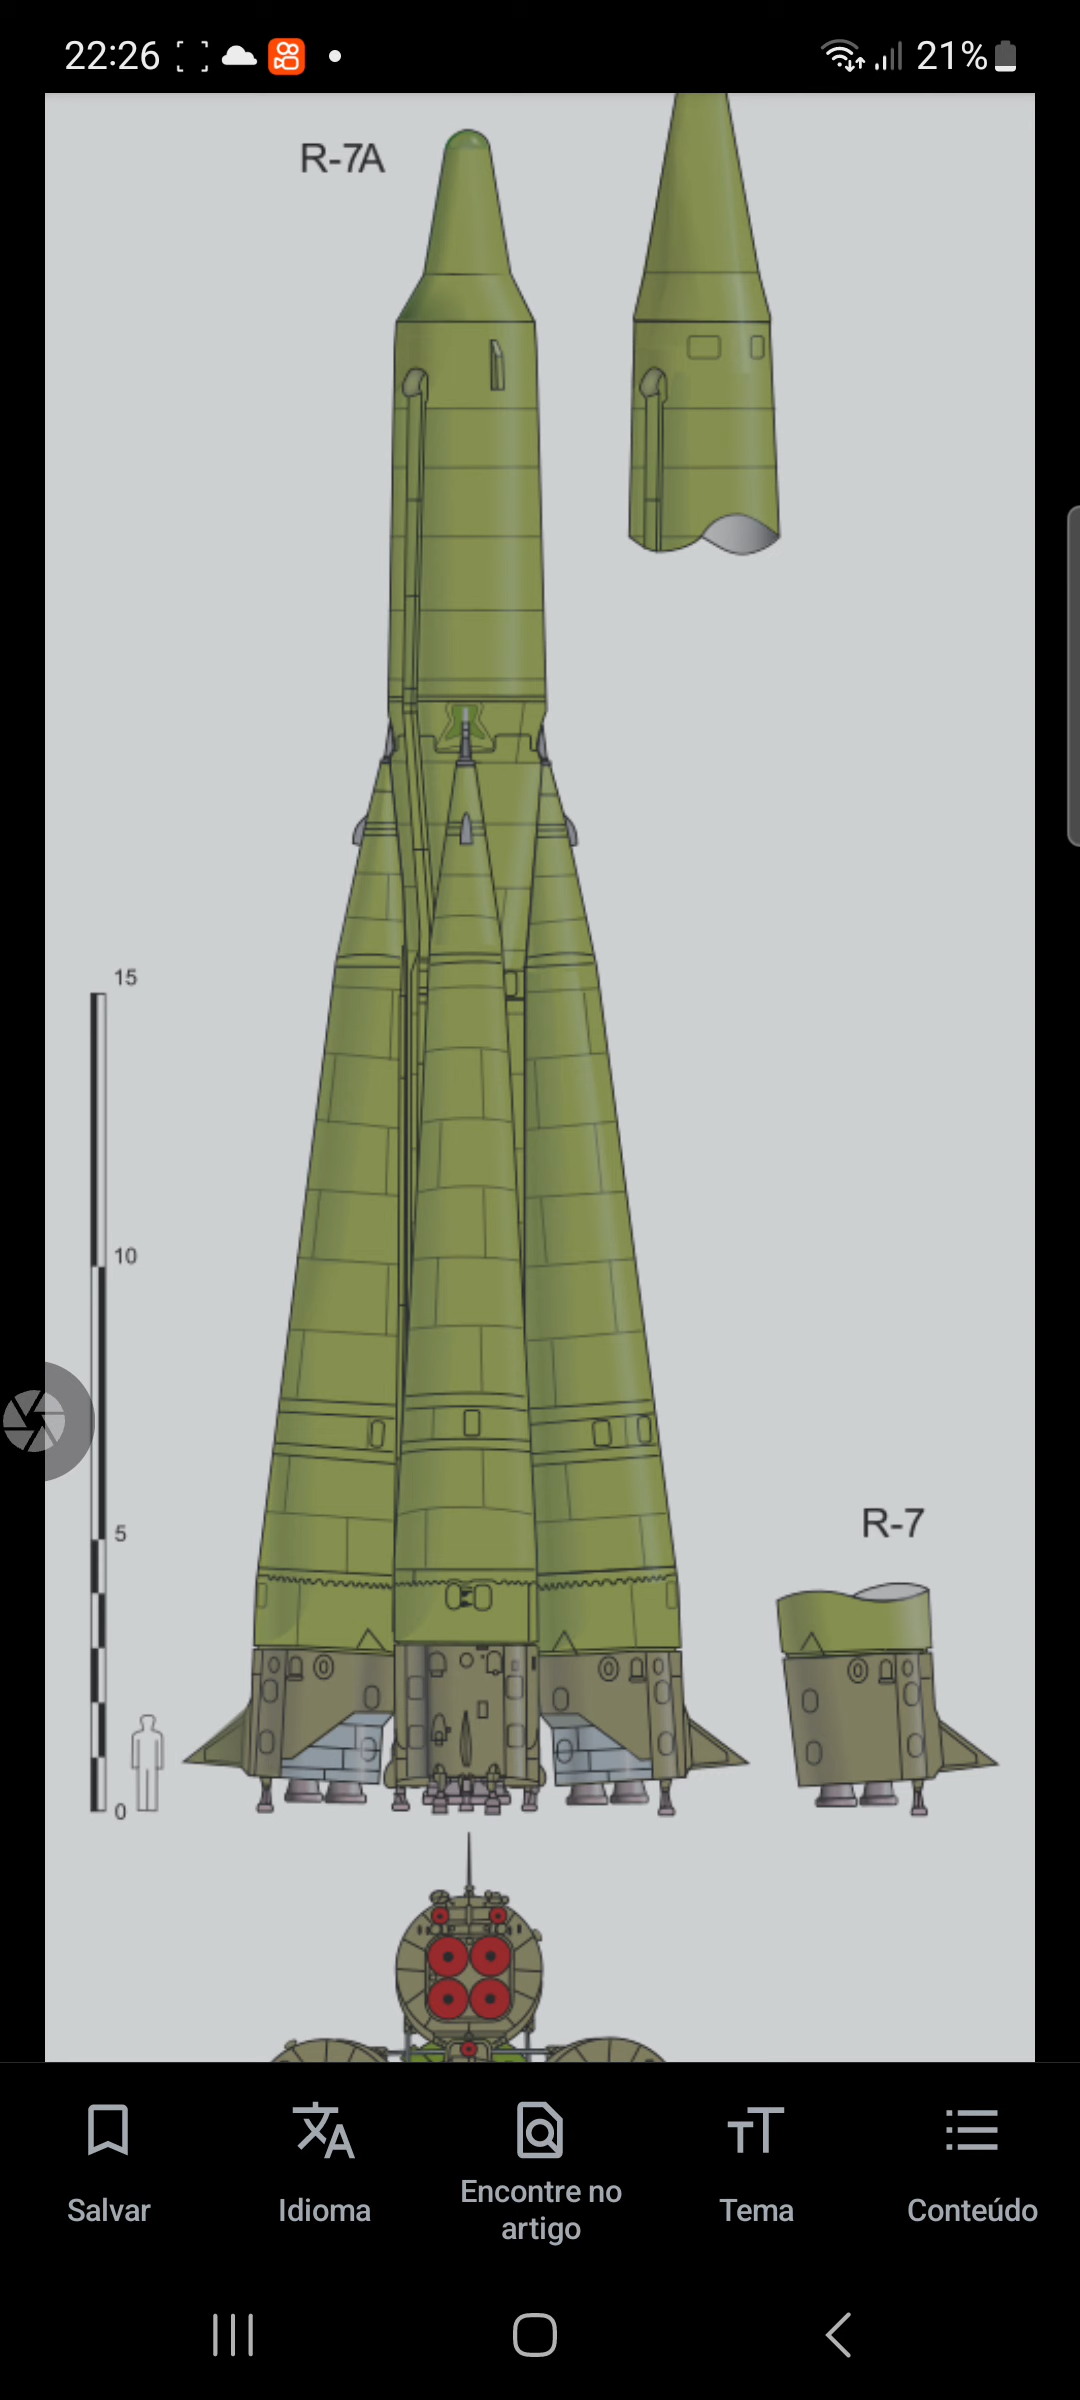 22:26
21%
R-7A
15
10
5
R-7
0
Salvar
Idioma
Encontre no
artigo
Tema
Conteúdo